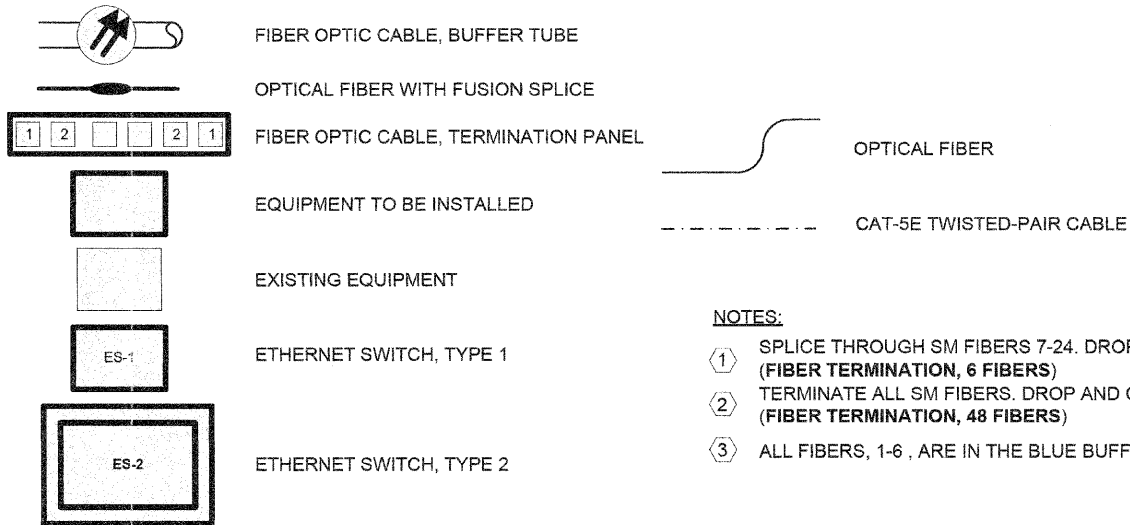 FIBER OPTIC CABLE, BUFFER TUBE
OPTICAL FIBER WITH FUSION SPLICE
1 2 2 1
FIBER OPTIC CABLE, TERMINATION PANEL
EQUIPMENT TO BE INSTALLED
EXISTING EQUIPMENT
ES-1
ETHERNET SWITCH, TYPE 1
ES-2
ETHERNET SWITCH, TYPE 2
OPTICAL FIBER
CAT-5E TWISTED-PAIR CABLE
NOTES:
1 SPLICE THROUGH SM FIBERS 7-24. DROP
(FIBER TERMINATION, 6 FIBERS)
2 TERMINATE ALL SM FIBERS. DROP AND
(FIBER TERMINATION, 48 FIBERS)
3 ALL FIBERS, 1-6 , ARE IN THE BLUE